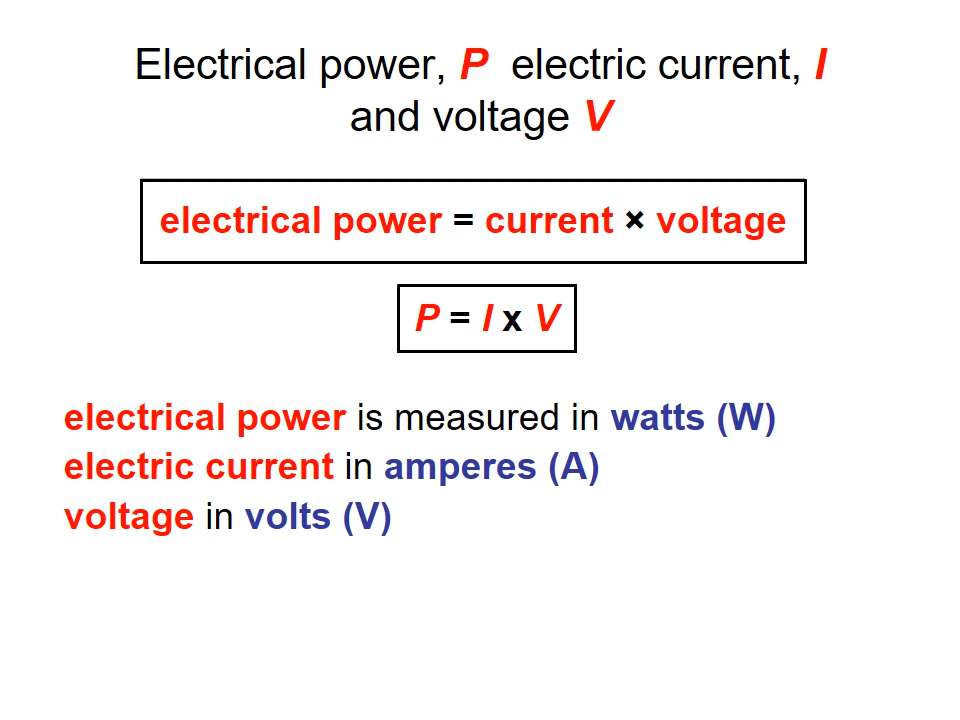 Electrical power, P electric current, I
and voltage V
electrical power = current × voltage
P = I x V
electrical power is measured in watts (W)
electric current in amperes (A)
voltage in volts (V)